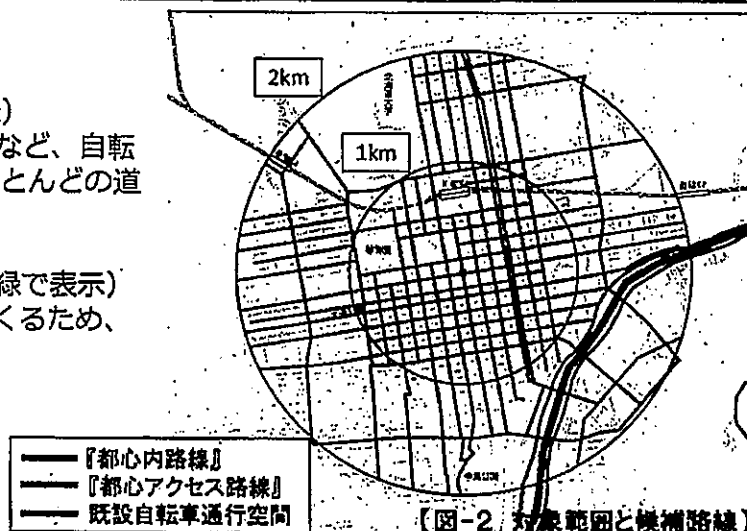 ）
など、自転
とんどの道
緑で表示）
くるため、
2km
1km
『都心内路線』
『都心アクセス路線』
既設自転車通行空間
【図-2 対象範囲と候補路線】